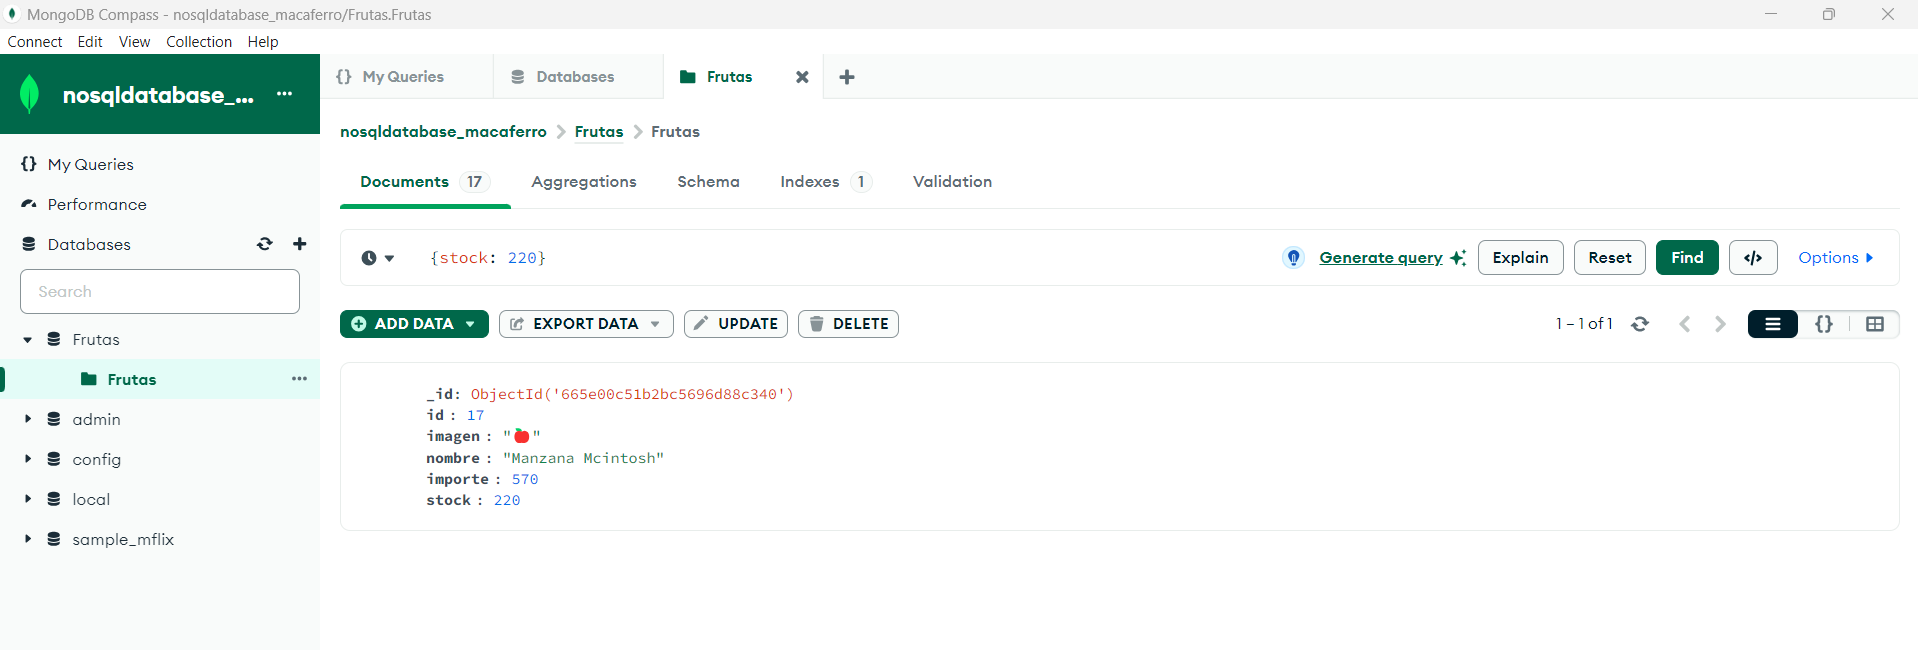 MongoDB Compass - nosqldatabase_macaferro/Frutas.Frutas
Connect Edit View Collection Help
nosqldatabase_... ···
My Queries
Performance
Databases
Search
Frutas
Frutas ···
admin
config
local
sample_mflix
{} My Queries
Databases
Frutas
nosqldatabase_macaferro > Frutas > Frutas
Documents 17 Aggregations Schema Indexes 1 Validation
{stock: 220}
Generate query Explain Reset Find </> Options
ADD DATA EXPORT DATA UPDATE DELETE
1 – 1 of 1 {}
_id: ObjectId('665e00c51b2bc5696d88c340')
id : 17
imagen : "🍎"
nombre : "Manzana Mcintosh"
importe : 570
stock : 220